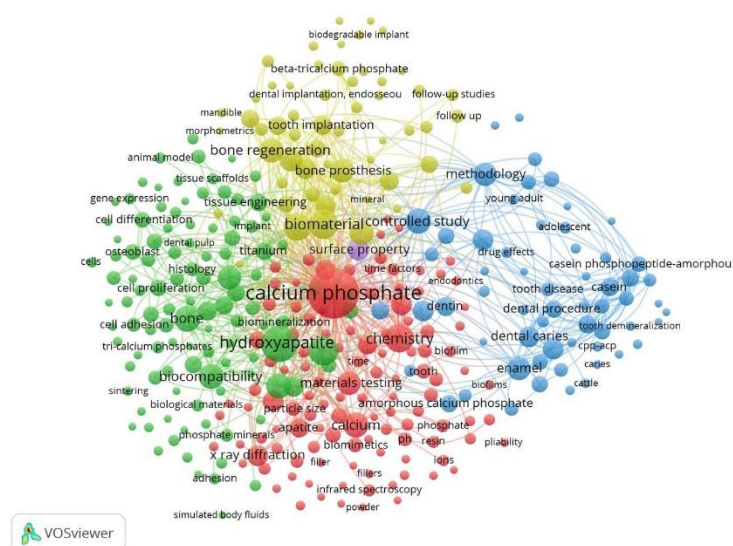 biodegradable implant
beta-tricalcium phosphate
dental implantation, endosseou
follow-up studies
mandible
follow up
tooth implantation
morphometrics
bone regeneration
animal model
bone prosthesis
methodology
tissue scaffolds
gene expression
tissue engineering
mineral
young adult
cell differentiation
implant
biomaterial
controlled study
adolescent
dental pulp
osteoblast
titanium
surface property
drug effects
cells
histology
time factors
casein phosphopeptide-amorphou
endodontics
cell proliferation
calcium phosphate
tooth disease
casein
dentin
dental procedure
bone
cell adhesion
biomineralization
tooth demineralization
chemistry
dental caries
hydroxyapatite
cpp-acp
tri-calcium phosphates
biofilm
time
tooth
enamel
caries
biocompatibility
materials testing
biofilms
cattle
sintering
amorphous calcium phosphate
biological materials
particle size
phosphate minerals
apatite
calcium
phosphate
ph
resin
pliability
biomimetics
x ray diffraction
filler
ions
adhesion
fillers
infrared spectroscopy
powder
simulated body fluids
VOSviewer